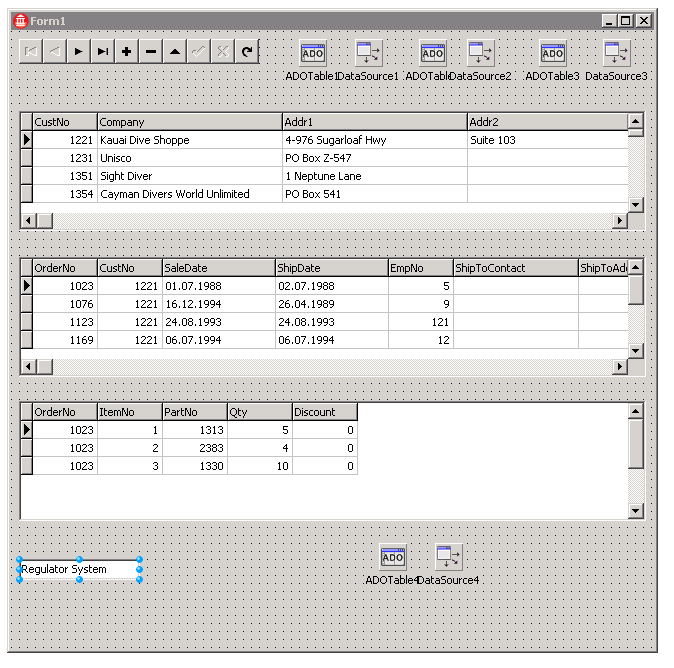 Form1
ADO ADO ADO
ADOTable1 DataSource1 ADOTable DataSource2 ADOTable3 DataSource3
CustNo Company Addr1 Addr2
1221 Kauai Dive Shoppe 4-976 Sugarloaf Hwy Suite 103
1231 Unisco PO Box Z-547
1351 Sight Diver 1 Neptune Lane
1354 Cayman Divers World Unlimited PO Box 541
OrderNo CustNo SaleDate ShipDate EmpNo ShipToContact ShipToAdd
1023 1221 01.07.1988 02.07.1988 5
1076 1221 16.12.1994 26.04.1989 9
1123 1221 24.08.1993 24.08.1993 121
1169 1221 06.07.1994 06.07.1994 12
OrderNo ItemNo PartNo Qty Discount
1023 1 1313 5 0
1023 2 2383 4 0
1023 3 1330 10 0
ADO
Regulator System
ADOTable4 DataSource4